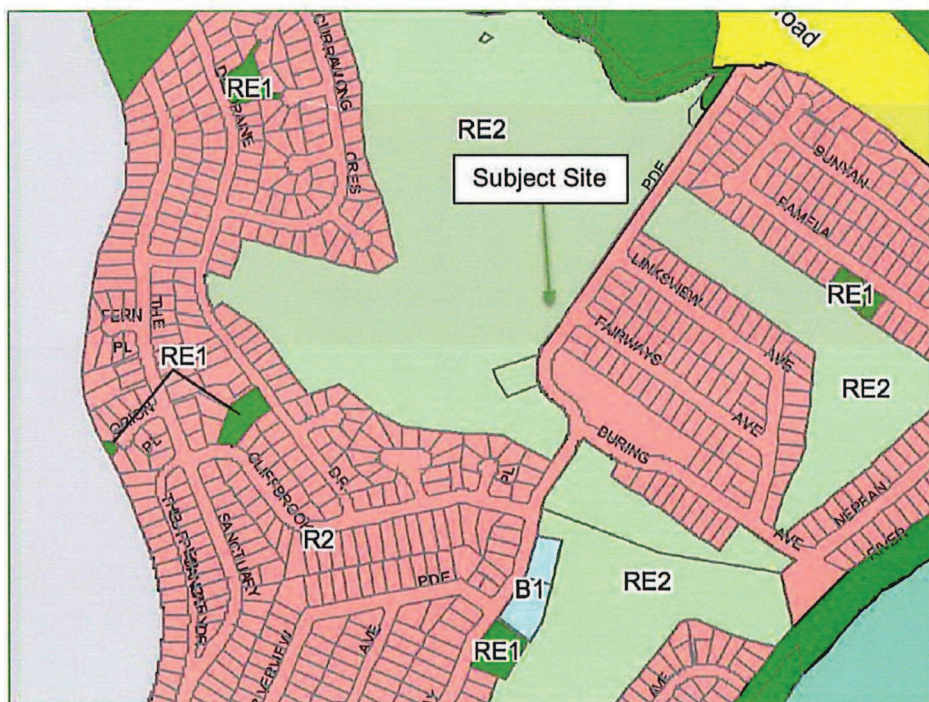 road
CURRAWONG
CRES
RE1
RE2
Subject Site
PDE
BUNYAN
PAMELA
RE1
LINKSVIEW
AVE
FAIRWAYS
AVE
RE2
FERN
PL
THE
RE1
ORION
PL
BURING
AVE
NEPEAN
RIVER
CLIFFBROOK
DR
PL
SANCTUARY
R2
PDE
B1
RE2
RE1
RIVERVIEW
AVE
AVE